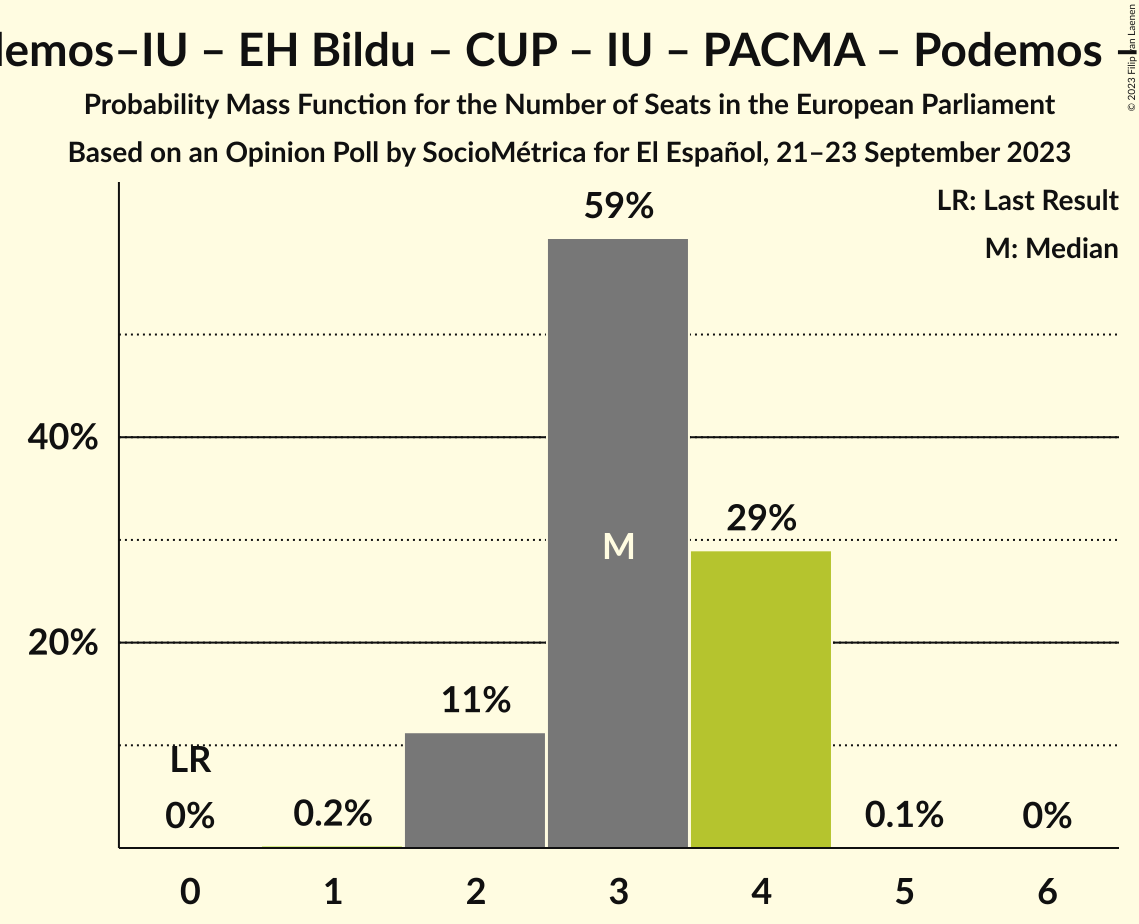 –IU – EH Bildu – CUP – IU – PACMA – Podemos –
© 2023 Filip van Laenen
Probability Mass Function for the Number of Seats in the European Parliament
Based on an Opinion Poll by SocioMétrica for El Español, 21–23 September 2023
LR: Last Result
M: Median
59%
40%
29%
M
20%
11%
LR
0%
0.2%
0.1%
0%
0 1 2 3 4 5 6